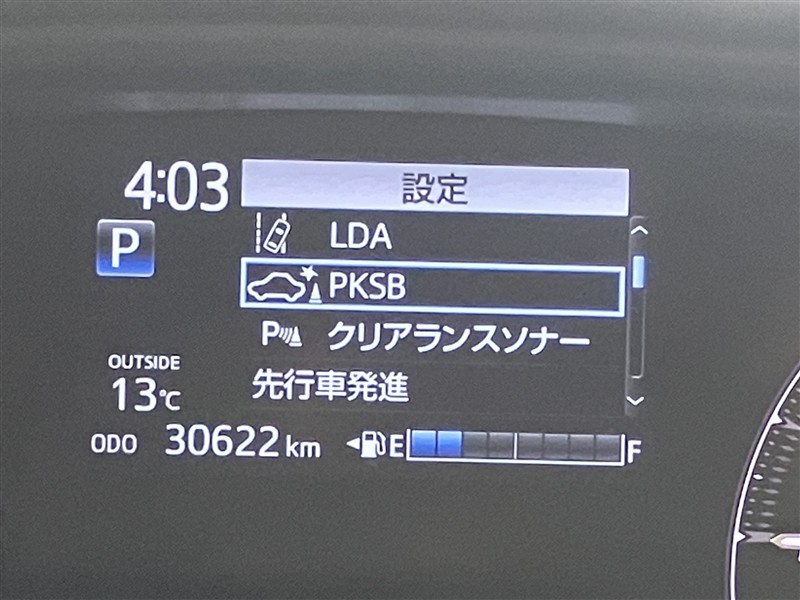 4:03
設定
P
LDA
PKSB
P クリアランスソナー
OUTSIDE
13℃
先行車発進
ODO 30622 km E F